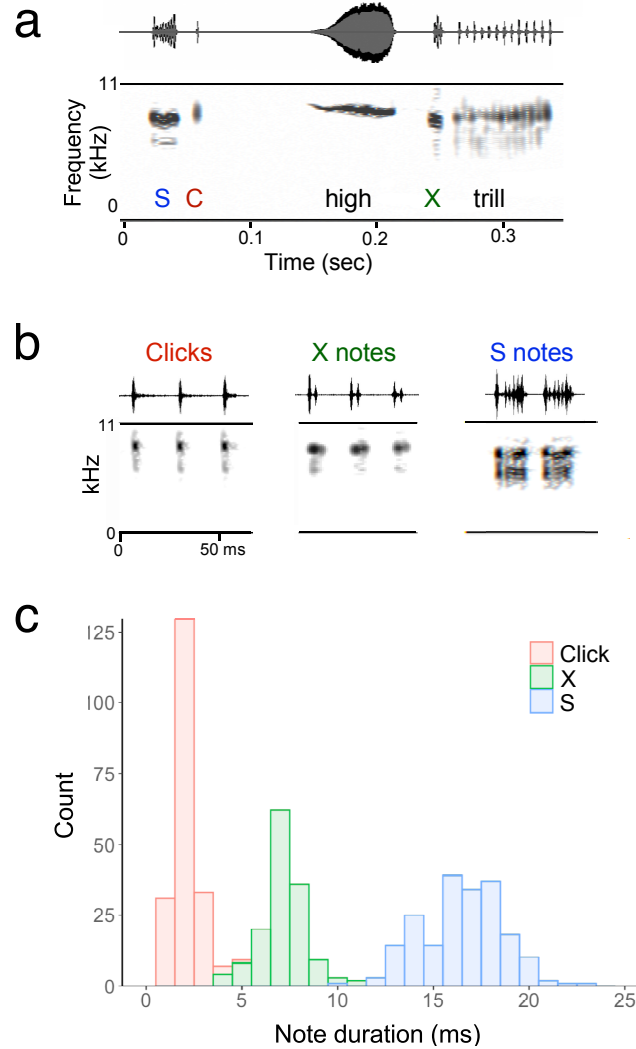 a
11
Frequency
(kHz)
0
S C high X trill
0 0.1 0.2 0.3
Time (sec)
b
Clicks X notes S notes
11
kHz
0
0 50 ms
c
125
100
75
50
25
0
Count
Click
X
S
0 5 10 15 20 25
Note duration (ms)